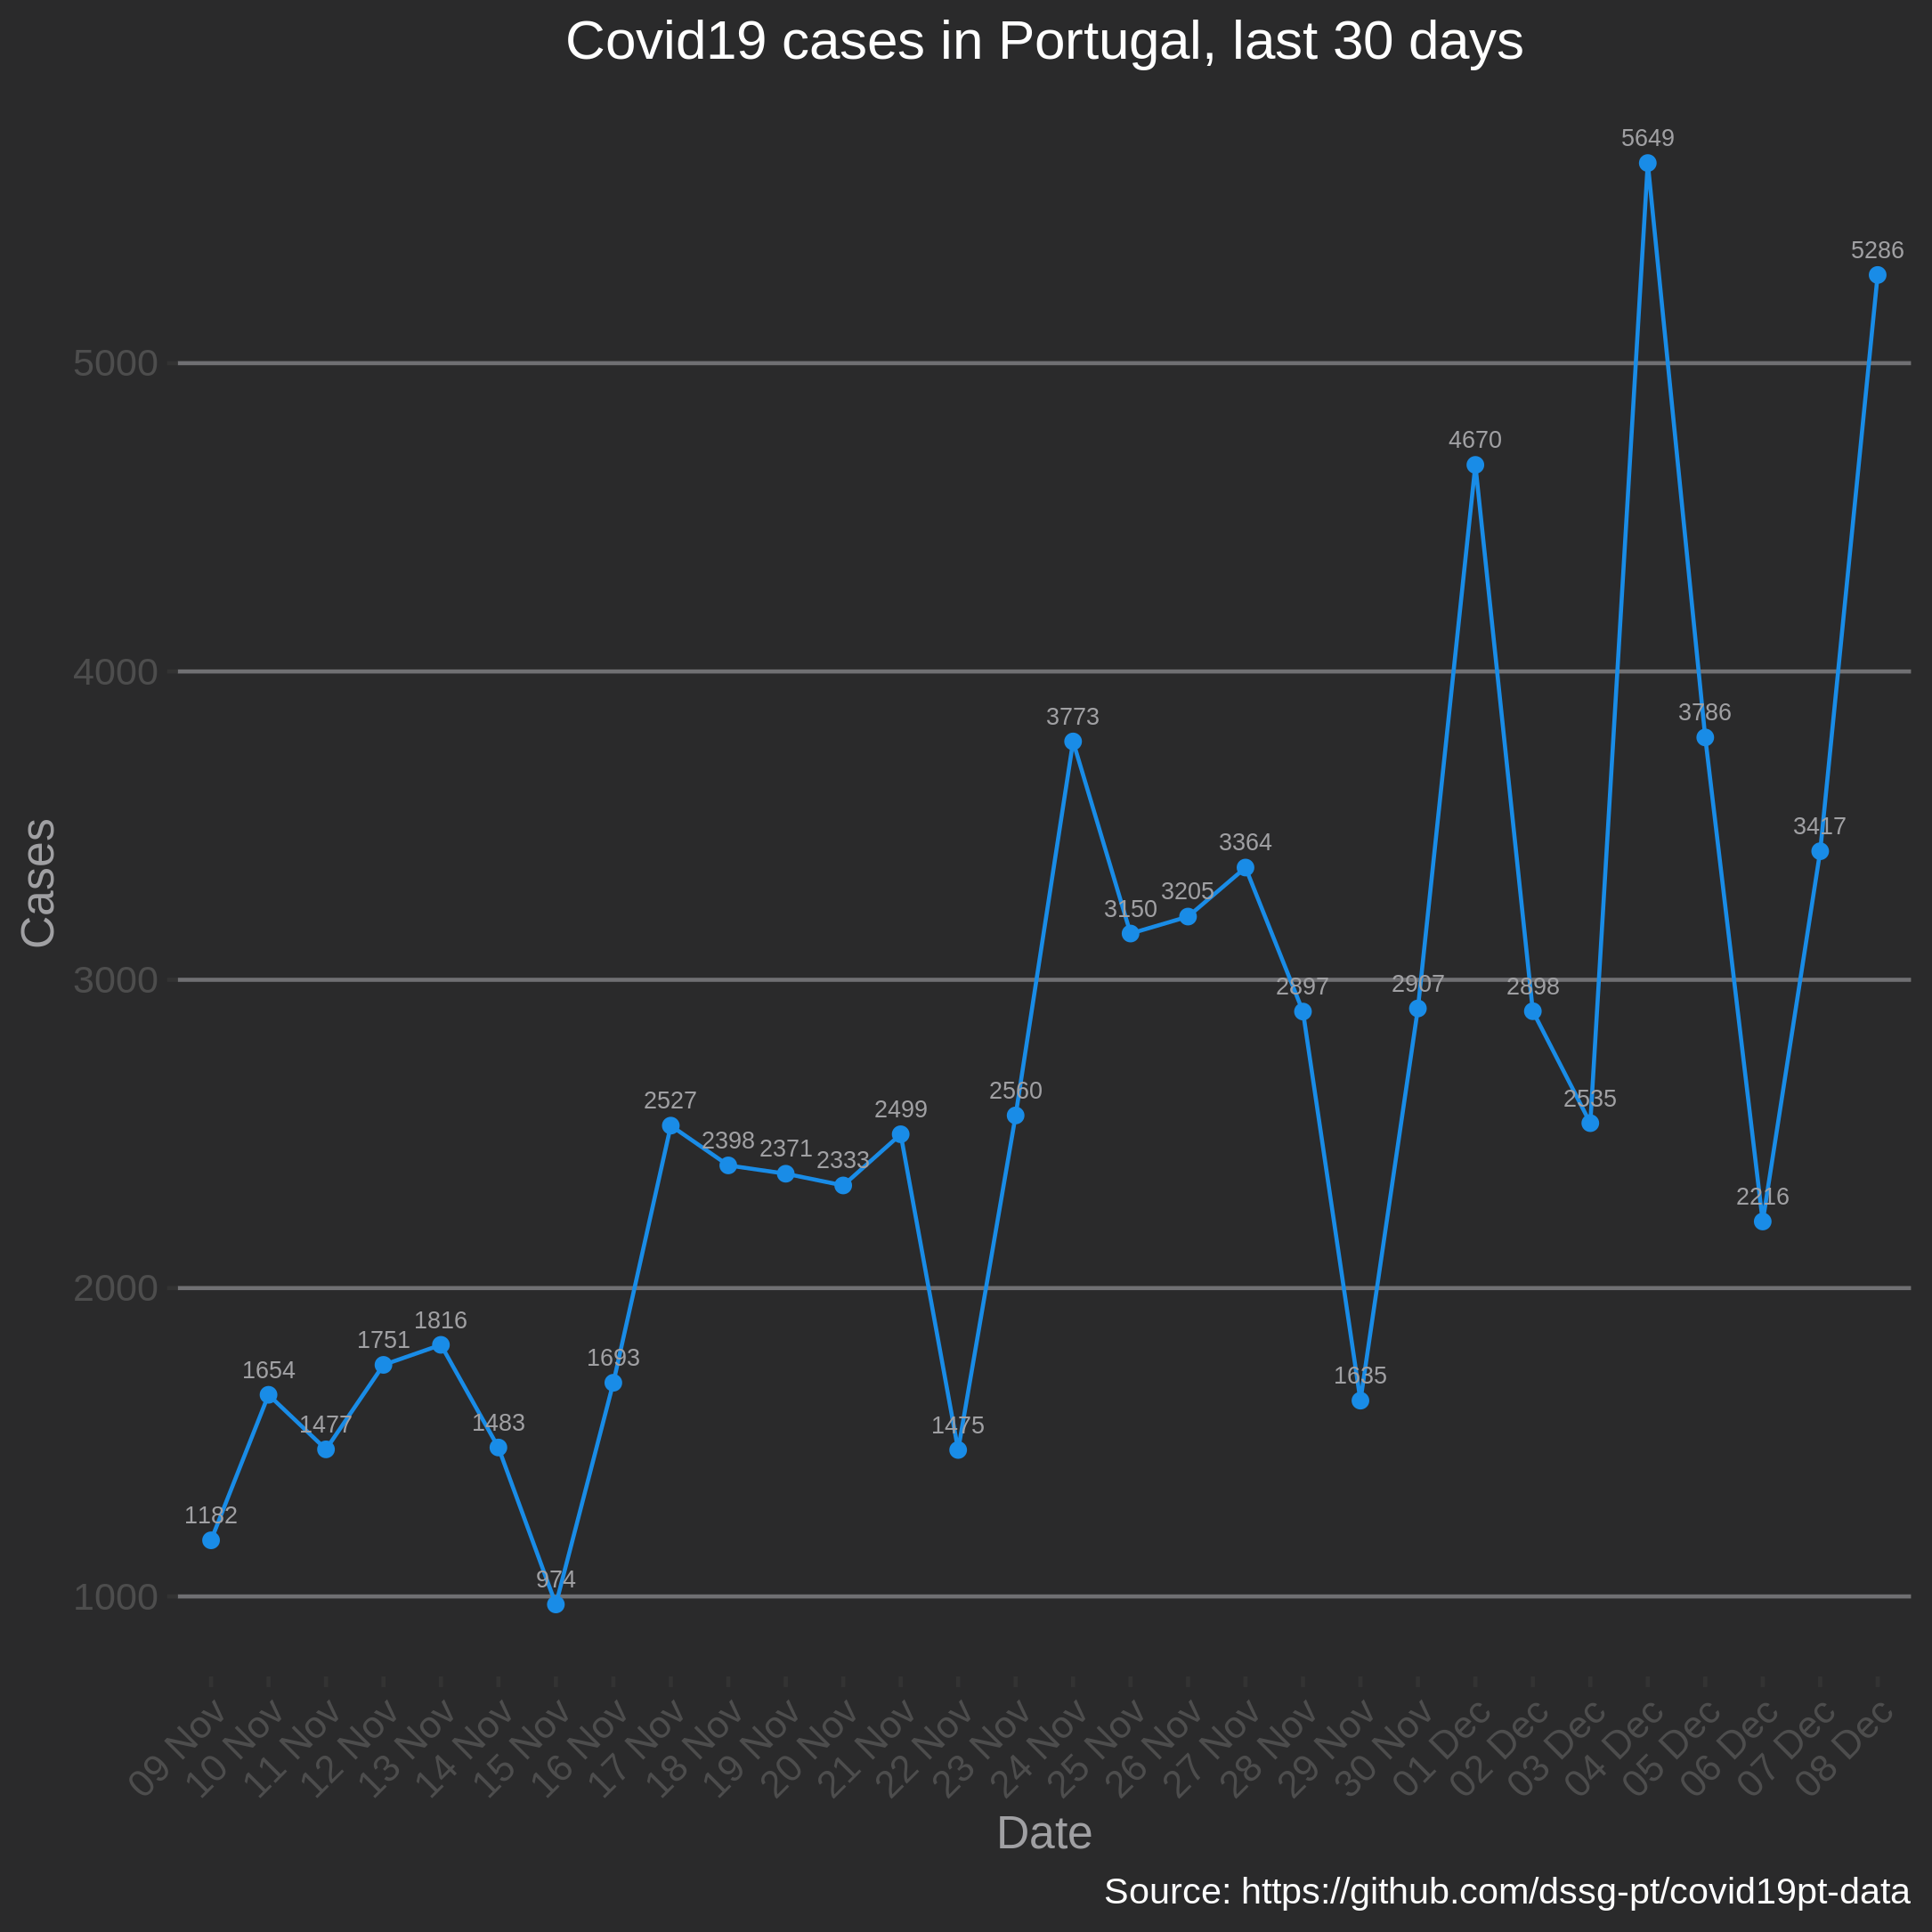 Covid19 cases in Portugal, last 30 days
5649
5286
5000
4670
4000
3773
3786
3417
3364
3205
3150
3000
2897
2907
2898
2560
2535
2527
2499
2398
2371
2333
2216
2000
1816
1751
1693
1654
1635
1477
1483
1475
1182
974
1000
Cases
09 Nov
10 Nov
11 Nov
12 Nov
13 Nov
14 Nov
15 Nov
16 Nov
17 Nov
18 Nov
19 Nov
20 Nov
21 Nov
22 Nov
23 Nov
24 Nov
25 Nov
26 Nov
27 Nov
28 Nov
29 Nov
30 Nov
01 Dec
02 Dec
03 Dec
04 Dec
05 Dec
06 Dec
07 Dec
08 Dec
Date
Source: https://github.com/dssg-pt/covid19pt-data